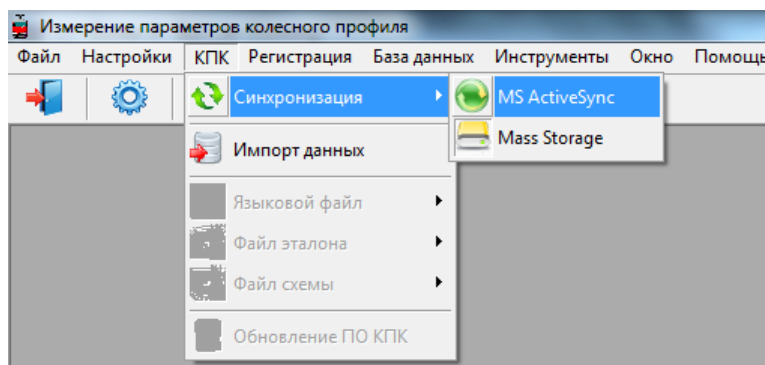 Измерение параметров колесного профиля
Файл Настройки КПК Регистрация База данных Инструменты Окно Помощь
Синхронизация MS ActiveSync
Mass Storage
Импорт данных
Языковой файл
Файл эталона
Файл схемы
Обновление ПО КПК